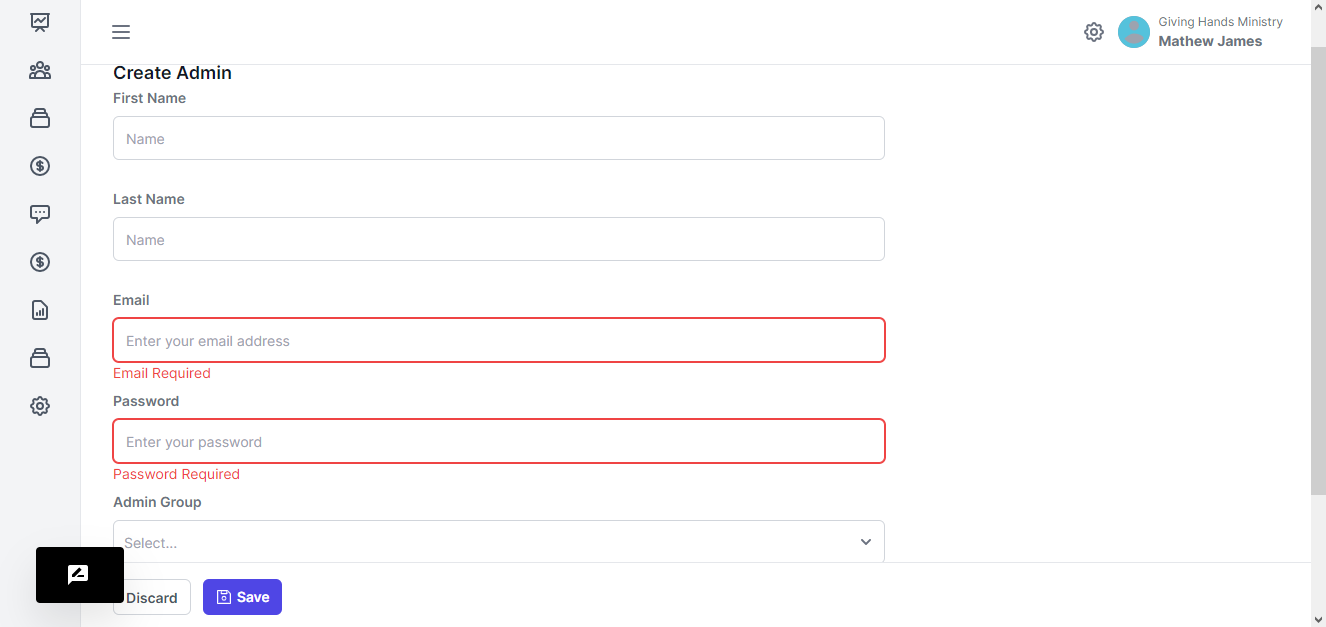 Giving Hands Ministry
Mathew James
Create Admin
First Name
Name
Last Name
Name
Email
Enter your email address
Email Required
Password
Enter your password
Password Required
Admin Group
Select...
Discard
Save